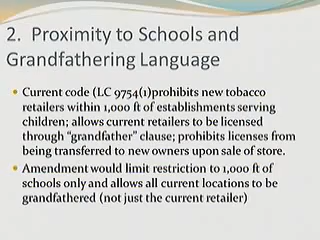 2. Proximity to Schools and
Grandfathering Language
• Current code (LC 9754(1)prohibits new tobacco
retailers within 1,000 ft of establishments serving
children; allows current retailers to be licensed
through “grandfather” clause; prohibits licenses from
being transferred to new owners upon sale of store.
• Amendment would limit restriction to 1,000 ft of
schools only and allows all current locations to be
grandfathered (not just the current retailer)